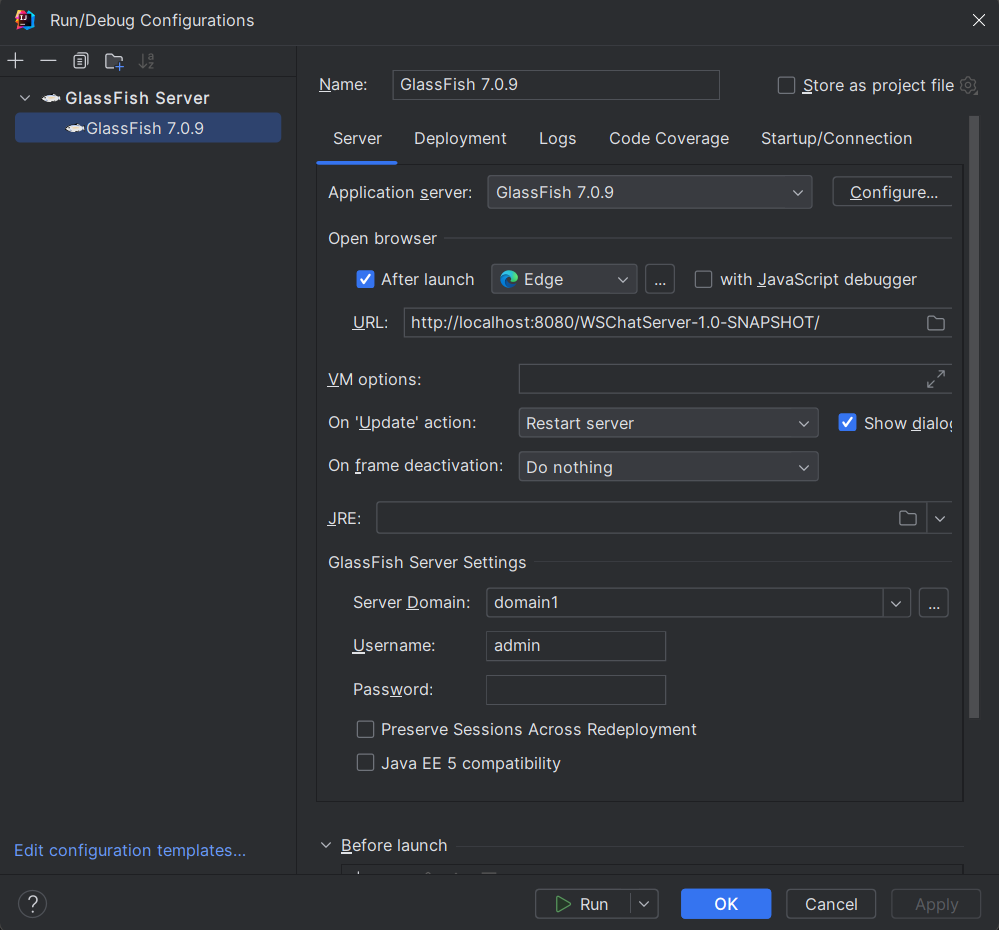 Run/Debug Configurations
GlassFish Server
GlassFish 7.0.9
Edit configuration templates...
Name: GlassFish 7.0.9 Store as project file
Server Deployment Logs Code Coverage Startup/Connection
Application server: GlassFish 7.0.9 Configure...
Open browser
After launch Edge ... with JavaScript debugger
URL: http://localhost:8080/WSChatServer-1.0-SNAPSHOT/
VM options:
On 'Update' action: Restart server Show dialog
On frame deactivation: Do nothing
JRE:
GlassFish Server Settings
Server Domain: domain1 ...
Username: admin
Password:
Preserve Sessions Across Redeployment
Java EE 5 compatibility
Before launch
? Run OK Cancel Apply